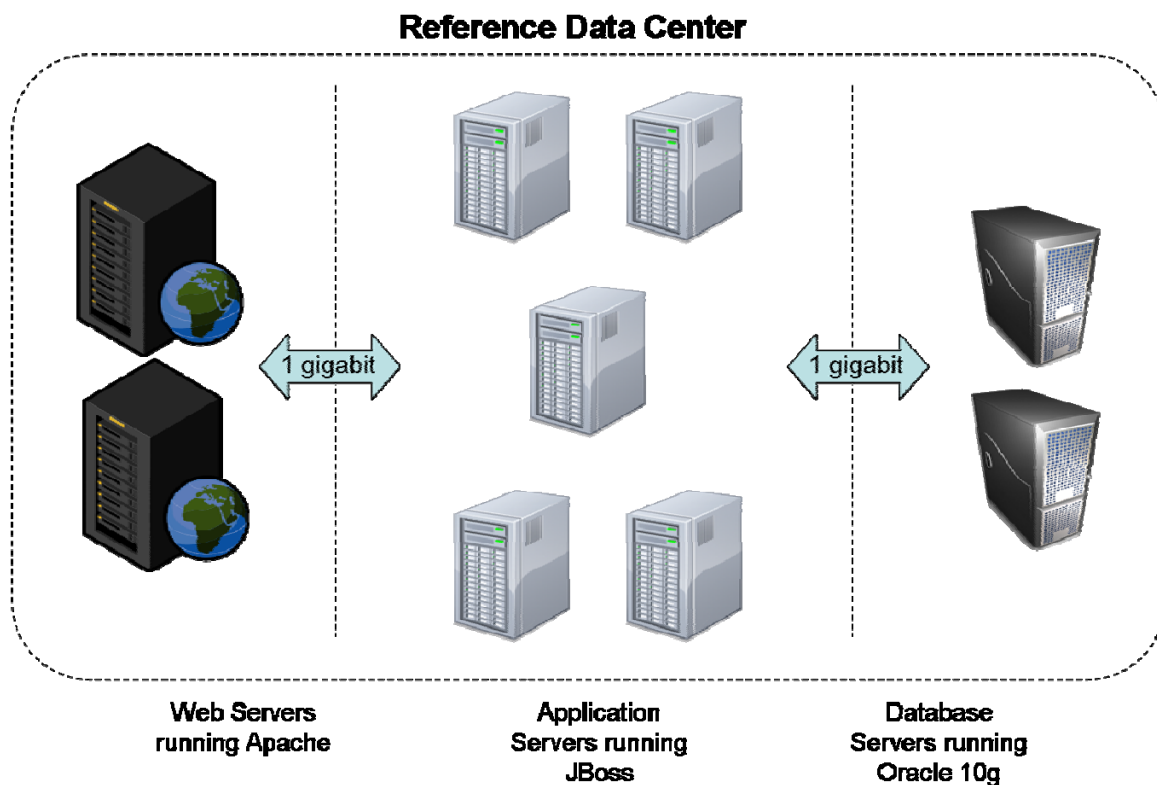 Reference Data Center
1 gigabit
1 gigabit
Web Servers
running Apache
Application
Servers running
JBoss
Database
Servers running
Oracle 10g